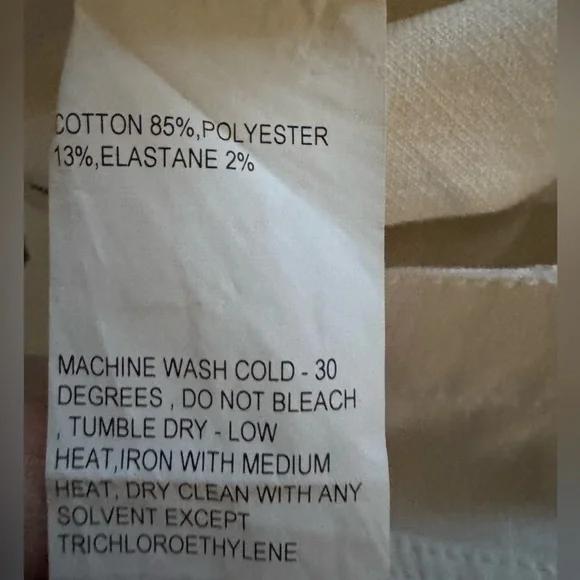 COTTON 85%,POLYESTER
13%,ELASTANE 2%
MACHINE WASH COLD - 30
DEGREES , DO NOT BLEACH
, TUMBLE DRY - LOW
HEAT,IRON WITH MEDIUM
HEAT, DRY CLEAN WITH ANY
SOLVENT EXCEPT
TRICHLOROETHYLENE